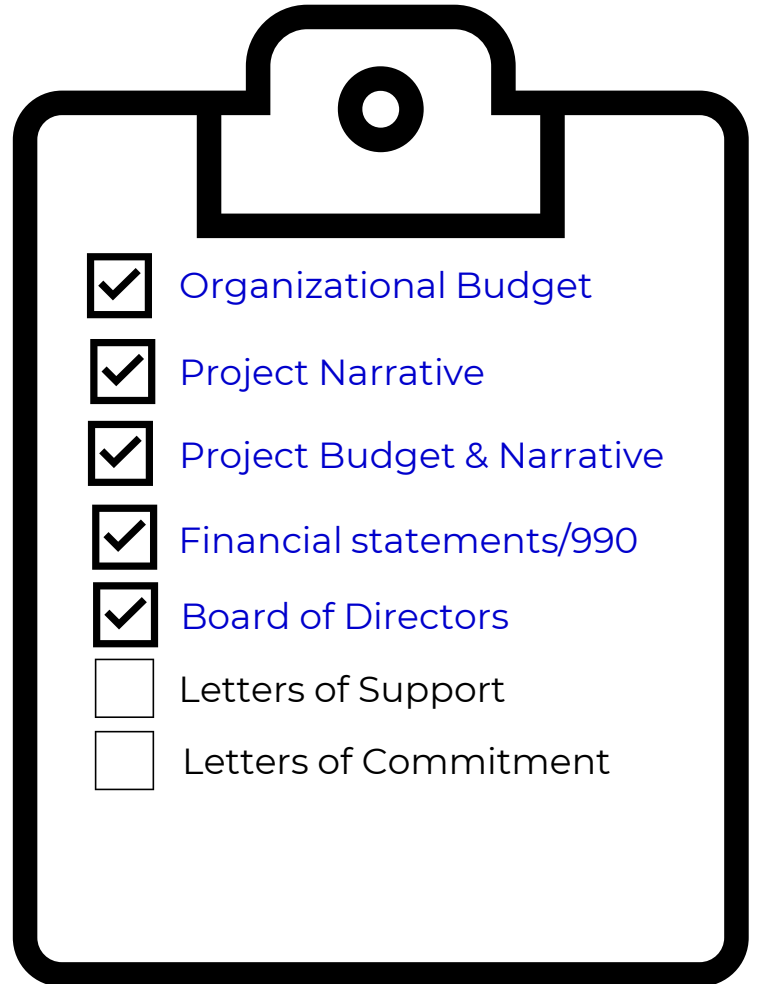 Organizational Budget
Project Narrative
Project Budget & Narrative
Financial statements/990
Board of Directors
Letters of Support
Letters of Commitment